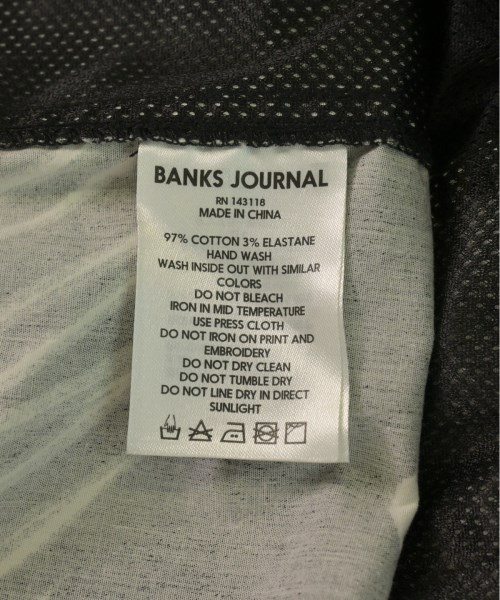 BANKS JOURNAL
RN 143118
MADE IN CHINA
97% COTTON 3% ELASTANE
HAND WASH
WASH INSIDE OUT WITH SIMILAR
COLORS
DO NOT BLEACH
IRON IN MID TEMPERATURE
USE PRESS CLOTH
DO NOT IRON ON PRINT AND
EMBROIDERY
DO NOT DRY CLEAN
DO NOT TUMBLE DRY
DO NOT LINE DRY IN DIRECT
SUNLIGHT